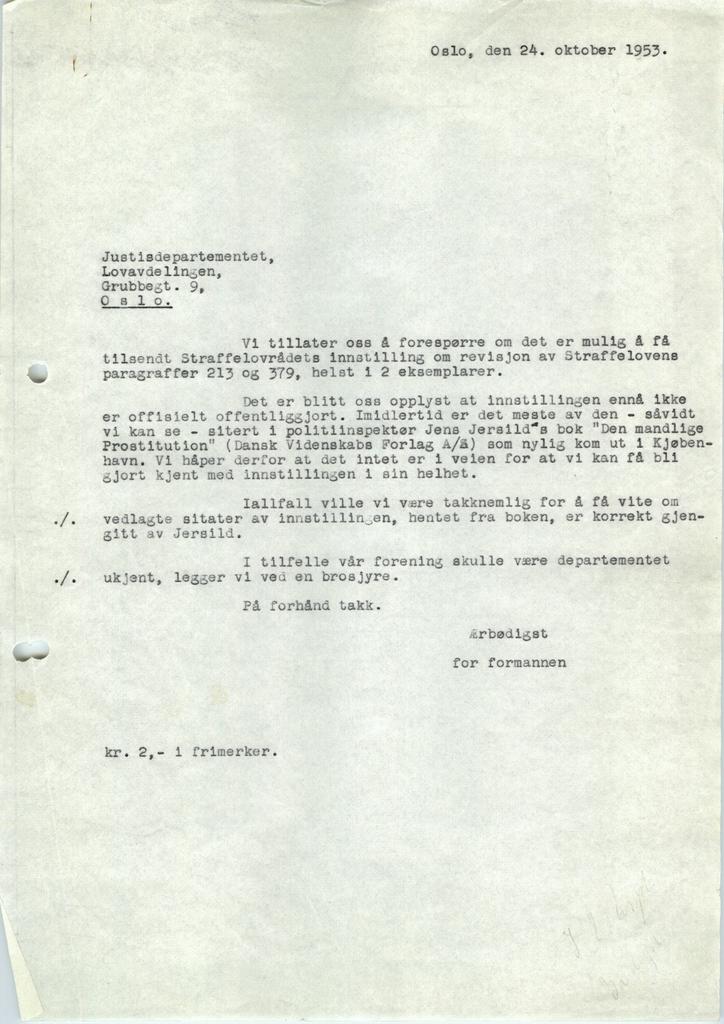 Oslo, den 24. oktober 1953.
Justisdepartementet,
Lovavdelingen,
Grubbegt. 9,
O s l o.
Vi tillater oss å forespørre om det er mulig å få
tilsendt Straffelovrådets innstilling om revisjon av Straffelovens
paragraffer 213 og 379, helst i 2 eksemplarer.
Det er blitt oss opplyst at innstillingen ennå ikke
er offisielt offentliggjort. Imidlertid er det meste av den - såvidt
vi kan se - sitert i politiinspektør Jens Jersild's bok "Den mandlige
Prostitution" (Dansk Videnskabs Forlag A/S) som nylig kom ut i Kjøben-
havn. Vi håper derfor at det intet er i veien for at vi kan få bli
gjort kjent med innstillingen i sin helhet.
Iallfall ville vi være takknemlig for å få vite om
./. vedlagte sitater av innstillingen, hentet fra boken, er korrekt gjen-
gitt av Jersild.
I tilfelle vår forening skulle være departementet
./. ukjent, legger vi ved en brosjyre.
På forhånd takk.
Ærbødigst
for formannen
kr. 2,- i frimerker.